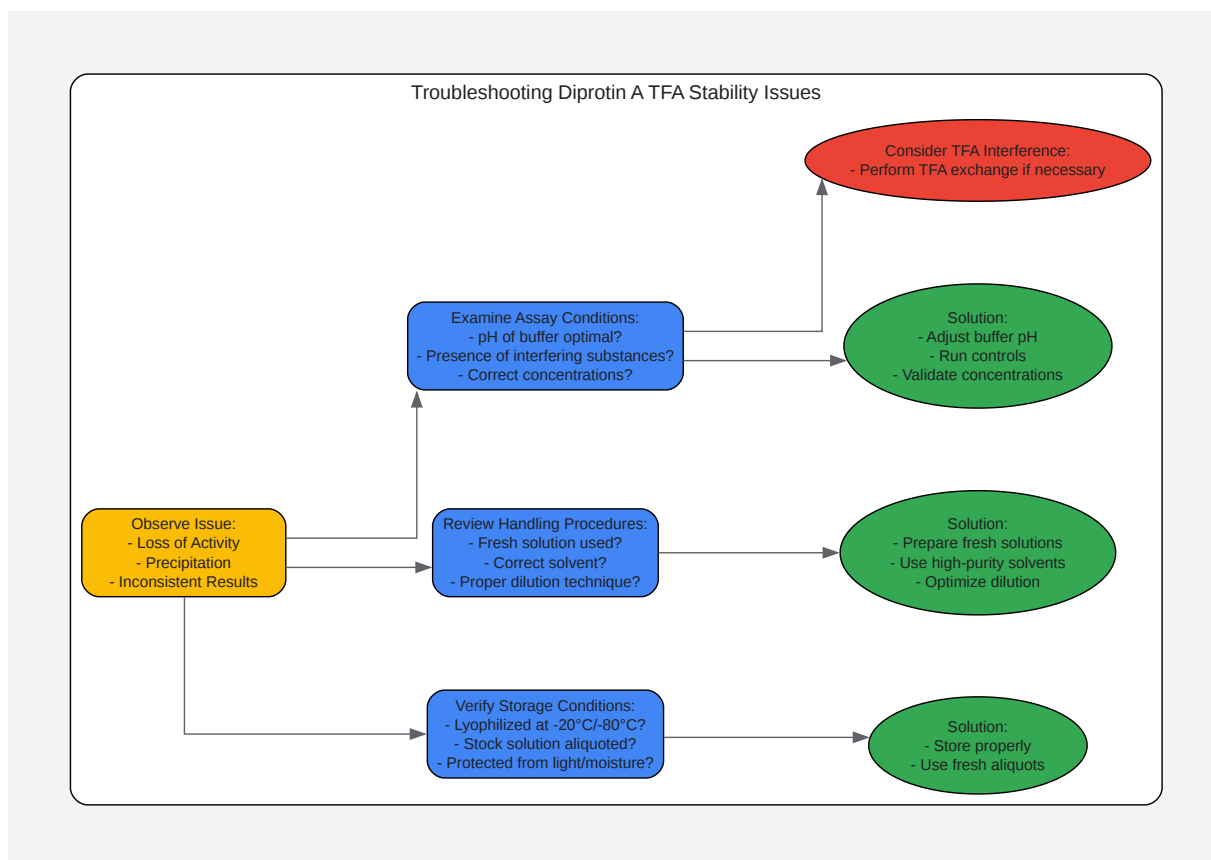 Troubleshooting Diprotin A TFA Stability Issues
Consider TFA Interference:
- Perform TFA exchange if necessary
Examine Assay Conditions:
- pH of buffer optimal?
- Presence of interfering substances?
- Correct concentrations?
Solution:
- Adjust buffer pH
- Run controls
- Validate concentrations
Observe Issue:
- Loss of Activity
- Precipitation
- Inconsistent Results
Review Handling Procedures:
- Fresh solution used?
- Correct solvent?
- Proper dilution technique?
Solution:
- Prepare fresh solutions
- Use high-purity solvents
- Optimize dilution
Verify Storage Conditions:
- Lyophilized at -20°C/-80°C?
- Stock solution aliquoted?
- Protected from light/moisture?
Solution:
- Store properly
- Use fresh aliquots